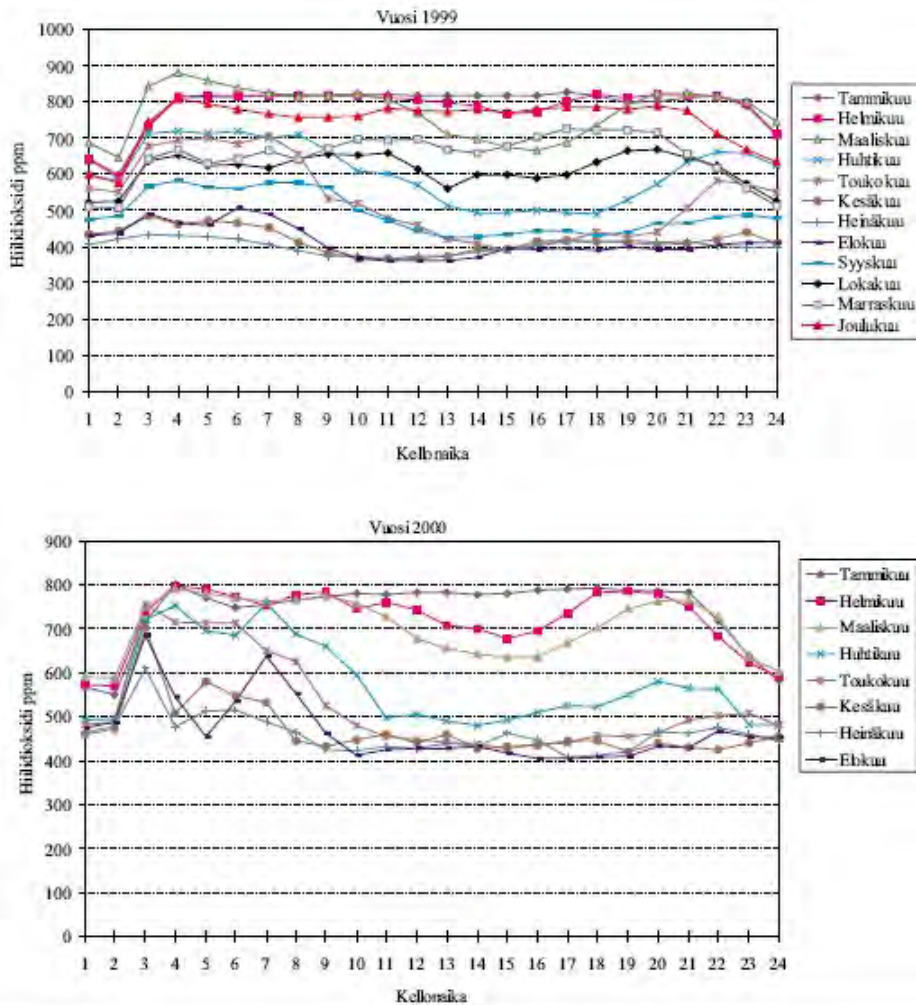 Vuosi 1999
Hiilidioksidi ppm
1000
900
800
700
600
500
400
300
200
100
0
1 2 3 4 5 6 7 8 9 10 11 12 13 14 15 16 17 18 19 20 21 22 23 24
Kellonaika
Tammikuu
Helmikuu
Maaliskuu
Huhtikuu
Toukokuu
Kesäkuu
Heinäkuu
Elokuu
Syyskuu
Lokakuu
Marraskuu
Joulukuu
Vuosi 2000
Hiilidioksidi ppm
900
800
700
600
500
400
300
200
100
0
1 2 3 4 5 6 7 8 9 10 11 12 13 14 15 16 17 18 19 20 21 22 23 24
Kellonaika
Tammikuu
Helmikuu
Maaliskuu
Huhtikuu
Toukokuu
Kesäkuu
Heinäkuu
Elokuu